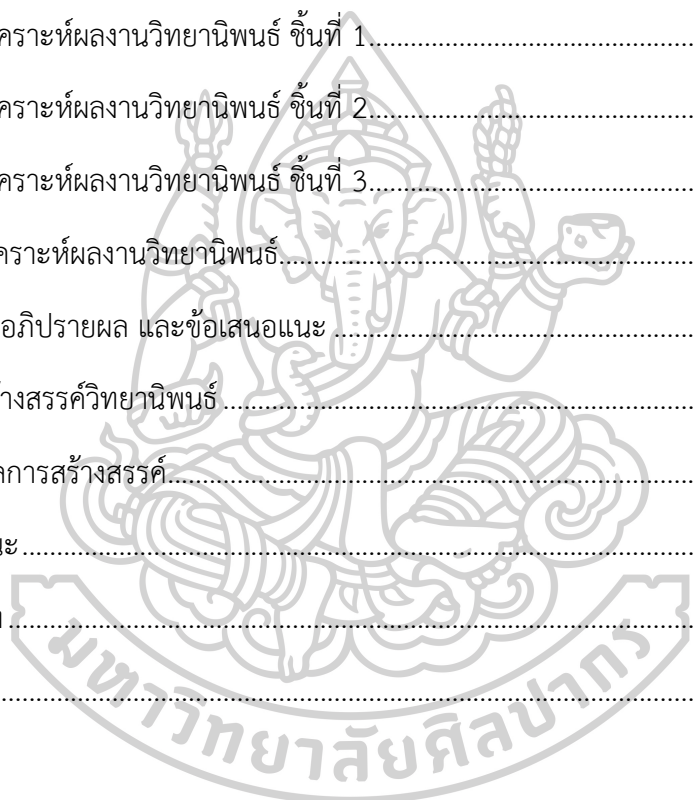 คราะห์ผลงานวิทยานิพนธ์ ชิ้นที่ 1
คราะห์ผลงานวิทยานิพนธ์ ชิ้นที่ 2
คราะห์ผลงานวิทยานิพนธ์ ชิ้นที่ 3
คราะห์ผลงานวิทยานิพนธ์
อภิปรายผล และข้อเสนอแนะ
งสรรค์วิทยานิพนธ์
การสร้างสรรค์
มหาวิทยาลัยศิลปากร